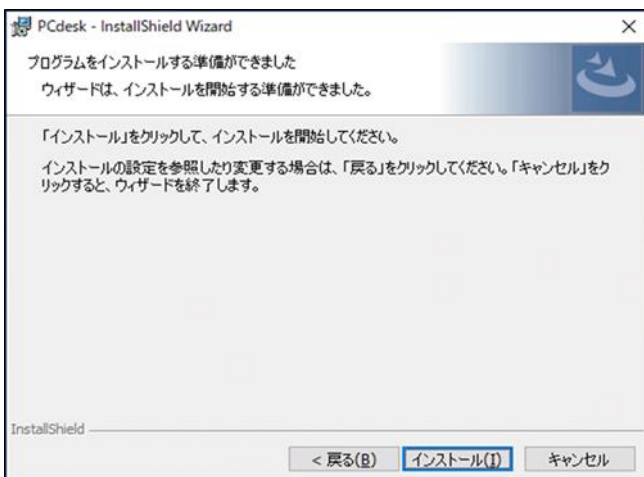 PCdesk - InstallShield Wizard
プログラムをインストールする準備ができました
ウィザードは、インストールを開始する準備ができました。
「インストール」をクリックして、インストールを開始してください。
インストールの設定を参照したり変更する場合は、「戻る」をクリックしてください。「キャンセル」をク
リックすると、ウィザードを終了します。
InstallShield
< 戻る(B) インストール(I) キャンセル